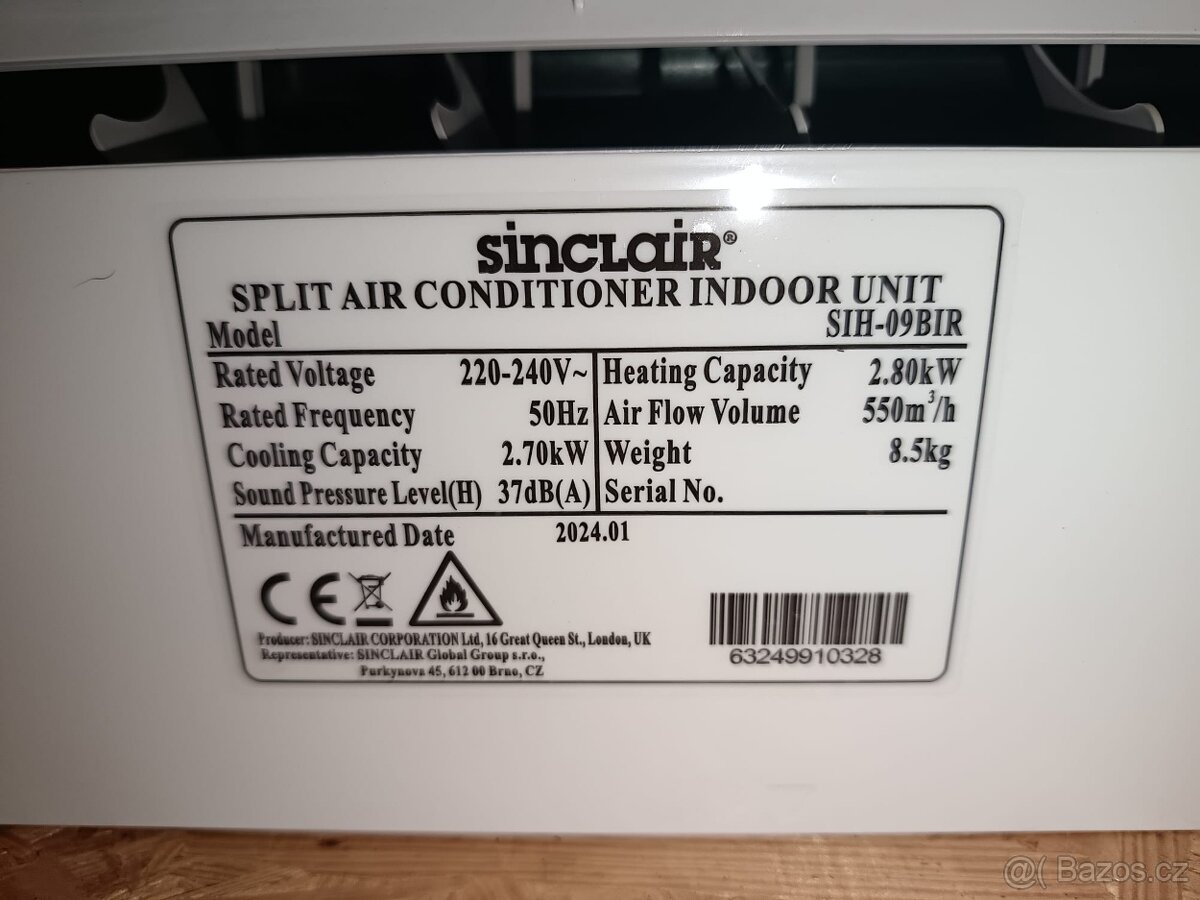 sinclair®
SPLIT AIR CONDITIONER INDOOR UNIT
Model SIH-09BIR
Rated Voltage 220-240V~ Heating Capacity 2.80kW
Rated Frequency 50Hz Air Flow Volume 550m³/h
Cooling Capacity 2.70kW Weight 8.5kg
Sound Pressure Level(H) 37dB(A) Serial No.
Manufactured Date 2024.01
CE
Producer: SINCLAIR CORPORATION Ltd, 16 Great Queen St., London, UK
Representative: SINCLAIR Global Group s.r.o.,
Purkynova 45, 612 00 Brno, CZ
63249910328
@( Bazos.cz